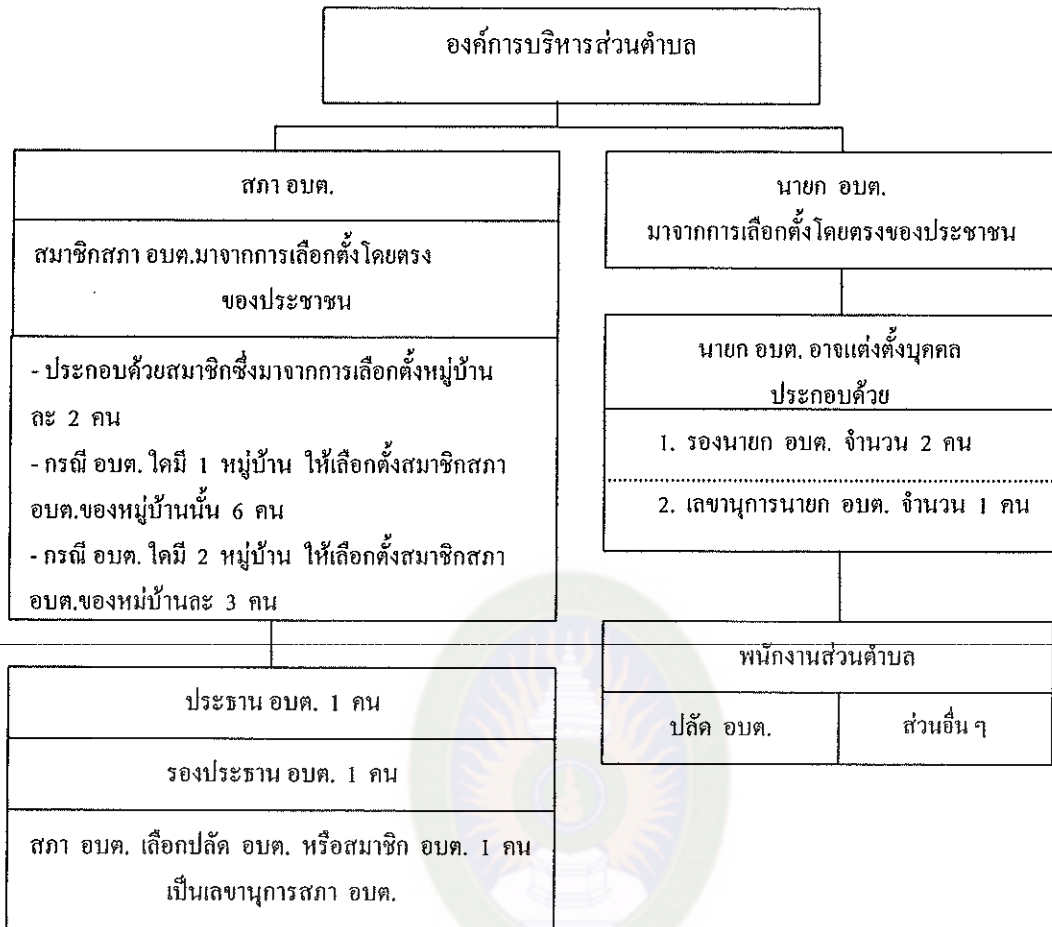 องค์การบริหารส่วนตำบล
สภา อบต.
สมาชิกสภา อบต.มาจากการเลือกตั้งโดยตรง
ของประชาชน
- ประกอบด้วยสมาชิกซึ่งมาจากการเลือกตั้งหมู่บ้าน
ละ 2 คน
- กรณี อบต. ใดมี 1 หมู่บ้าน ให้เลือกตั้งสมาชิกสภา
อบต.ของหมู่บ้านนั้น 6 คน
- กรณี อบต. ใดมี 2 หมู่บ้าน ให้เลือกตั้งสมาชิกสภา
อบต.ของหมู่บ้านละ 3 คน
ประธาน อบต. 1 คน
รองประธาน อบต. 1 คน
สภา อบต. เลือกปลัด อบต. หรือสมาชิก อบต. 1 คน
เป็นเลขานุการสภา อบต.
นายก อบต.
มาจากการเลือกตั้งโดยตรงของประชาชน
นายก อบต. อาจแต่งตั้งบุคคล
ประกอบด้วย
1. รองนายก อบต. จำนวน 2 คน
2. เลขานุการนายก อบต. จำนวน 1 คน
พนักงานส่วนตำบล
ปลัด อบต.
ส่วนอื่น ๆ